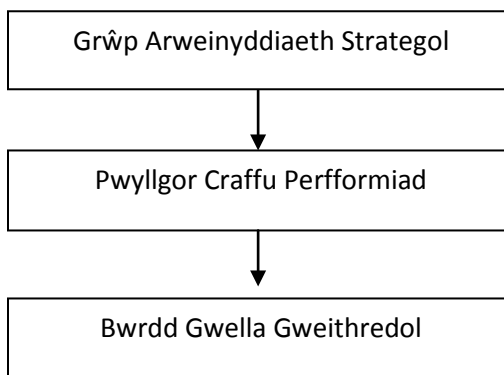 Grŵp Arweinyddiaeth Strategol
Pwyllgor Craffu Perfformiad
Bwrdd Gwella Gweithredol